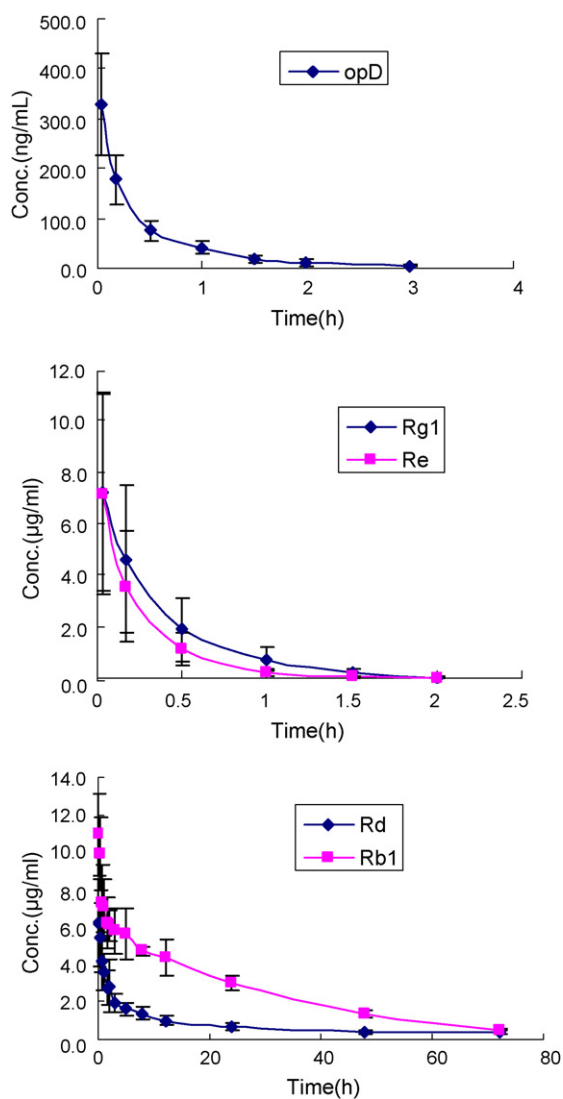 500.0
400.0
300.0
200.0
100.0
0.0
Conc.(ng/mL)
opD
0 1 2 3 4
Time(h)
12.0
10.0
8.0
6.0
4.0
2.0
0.0
Conc.(μg/ml)
Rg1
Re
0 0.5 1 1.5 2 2.5
Time(h)
14.0
12.0
10.0
8.0
6.0
4.0
2.0
0.0
Conc.(μg/ml)
Rd
Rb1
0 20 40 60 80
Time(h)